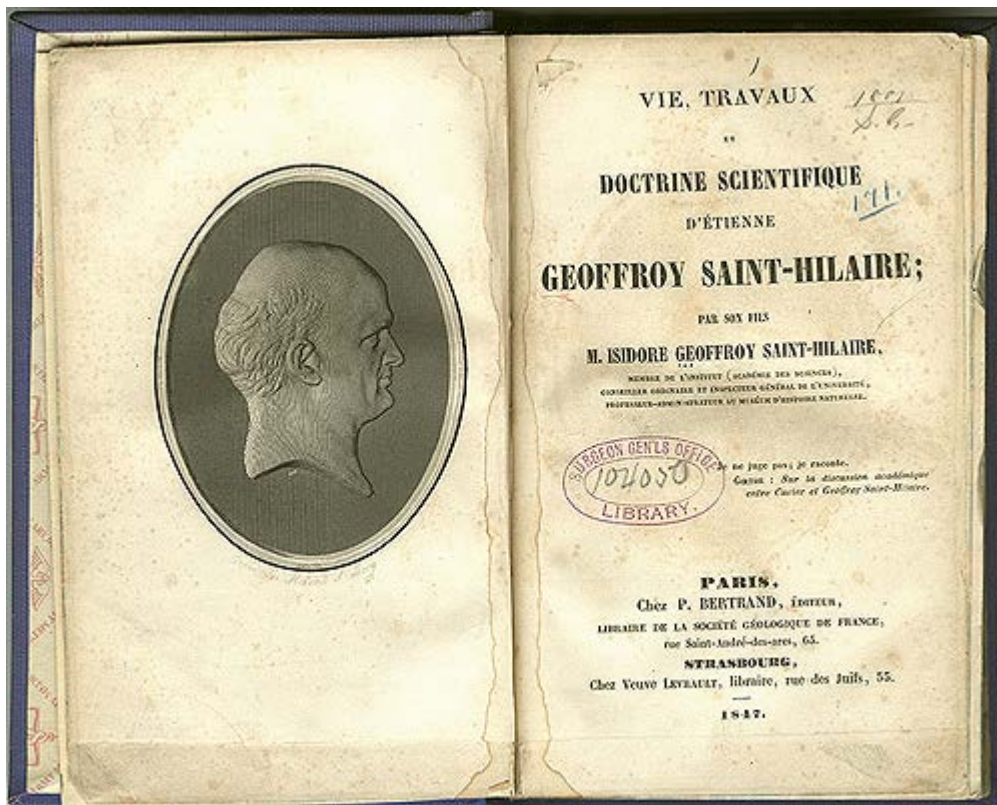 VIE, TRAVAUX
ET
DOCTRINE SCIENTIFIQUE
D'ÉTIENNE
GEOFFROY SAINT-HILAIRE;
PAR SON FILS
M. ISIDORE GEOFFROY SAINT-HILAIRE,
MEMBRE DE L'INSTITUT (ACADÉMIE DES SCIENCES),
CONSEILLER ORDINAIRE ET INSPECTEUR GÉNÉRAL DE L'UNIVERSITÉ,
PROFESSEUR-ADMINISTRATEUR AU MUSÉUM D'HISTOIRE NATURELLE.
171.
SURGEON GEN'LS OFFICE
104050
LIBRARY.
Je ne juge pas; je raconte.
Sur la discussion académique
entre Cuvier et Geoffroy Saint-Hilaire.
PARIS,
Chez P. BERTRAND, ÉDITEUR,
LIBRAIRE DE LA SOCIÉTÉ GÉOLOGIQUE DE FRANCE,
rue Saint-André-des-arcs, 65.
STRASBOURG,
Chez Veuve LEVRAULT, libraire, rue des Juifs, 33.
1847.